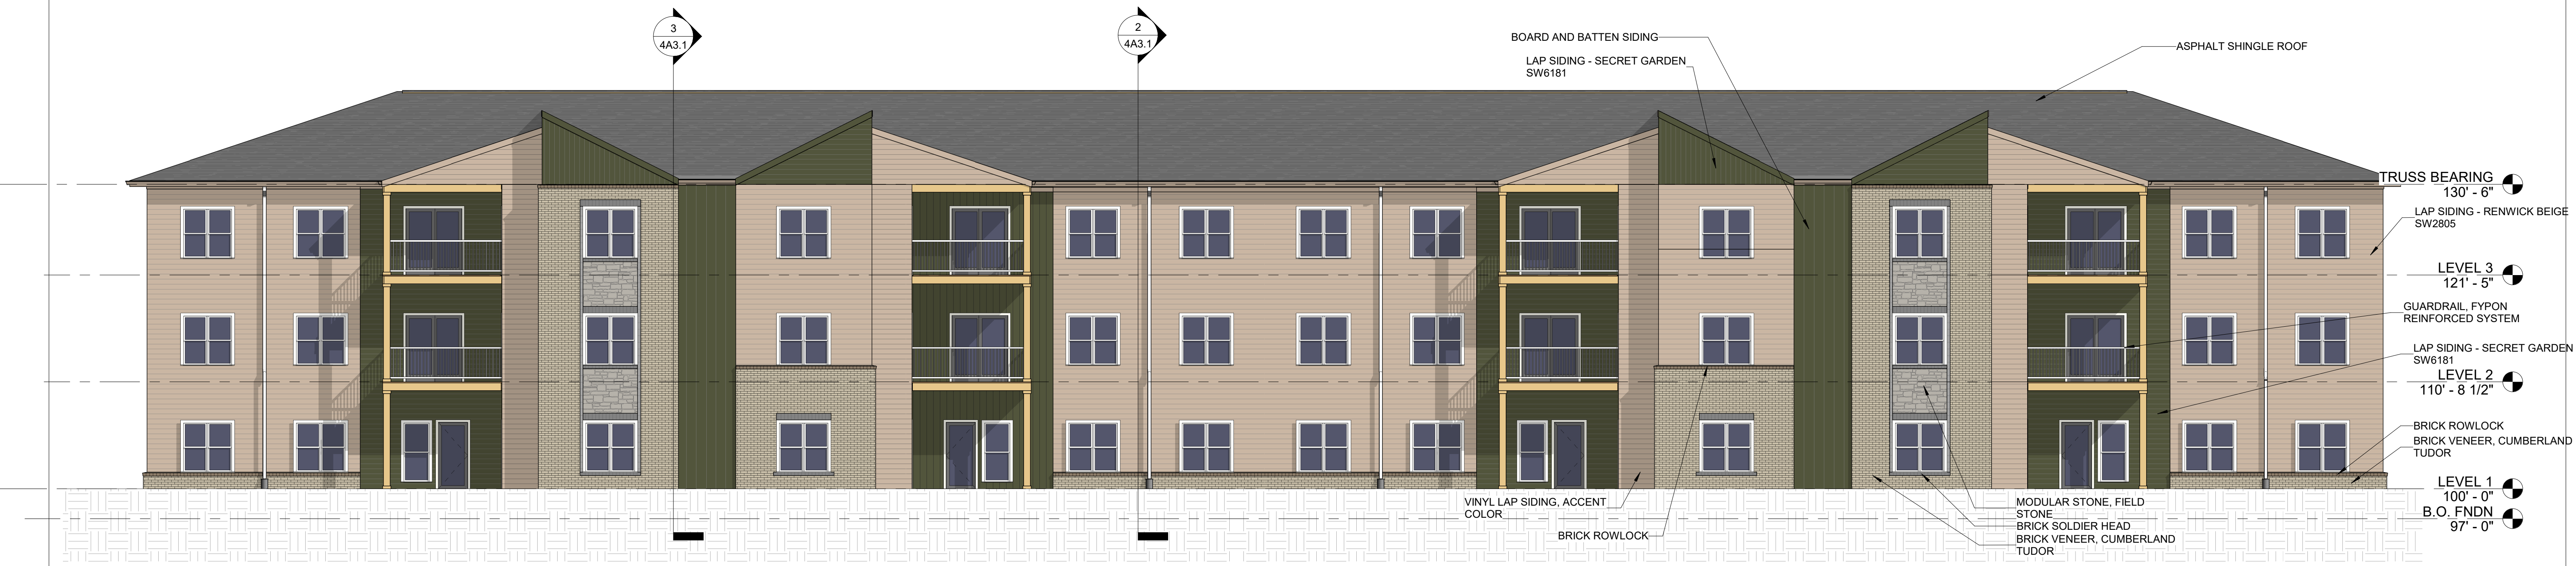 3
4A3.1
2
4A3.1
BOARD AND BATTEN SIDING
LAP SIDING - SECRET GARDEN
SW6181
ASPHALT SHINGLE ROOF
TRUSS BEARING
130' - 6"
LAP SIDING - RENWICK BEIGE
SW2805
LEVEL 3
121' - 5"
GUARDRAIL, FYPON
REINFORCED SYSTEM
LAP SIDING - SECRET GARDEN
SW6181
LEVEL 2
110' - 8 1/2"
BRICK ROWLOCK
BRICK VENEER, CUMBERLAND
TUDOR
LEVEL 1
100' - 0"
B.O. FNDN
97' - 0"
VINYL LAP SIDING, ACCENT
COLOR
BRICK ROWLOCK
MODULAR STONE, FIELD
STONE
BRICK SOLDIER HEAD
BRICK VENEER, CUMBERLAND
TUDOR